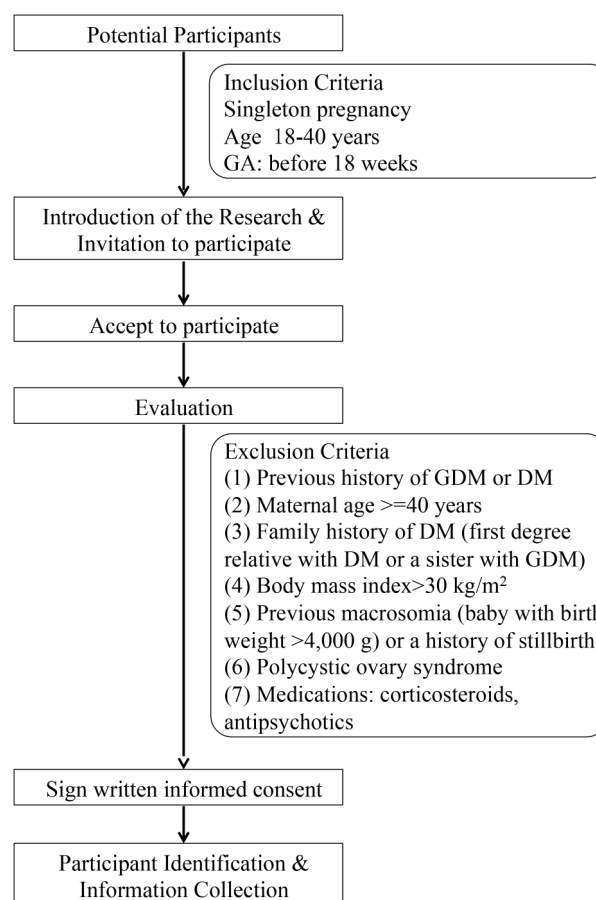 Potential Participants
Inclusion Criteria
Singleton pregnancy
Age 18-40 years
GA: before 18 weeks
Introduction of the Research &
Invitation to participate
Accept to participate
Evaluation
Exclusion Criteria
(1) Previous history of GDM or DM
(2) Maternal age >=40 years
(3) Family history of DM (first degree
relative with DM or a sister with GDM)
(4) Body mass index>30 kg/m²
(5) Previous macrosomia (baby with birth
weight >4,000 g) or a history of stillbirth
(6) Polycystic ovary syndrome
(7) Medications: corticosteroids,
antipsychotics
Sign written informed consent
Participant Identification &
Information Collection